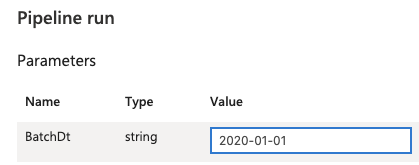 Pipeline run
Parameters
Name Type Value
BatchDt string 2020-01-01